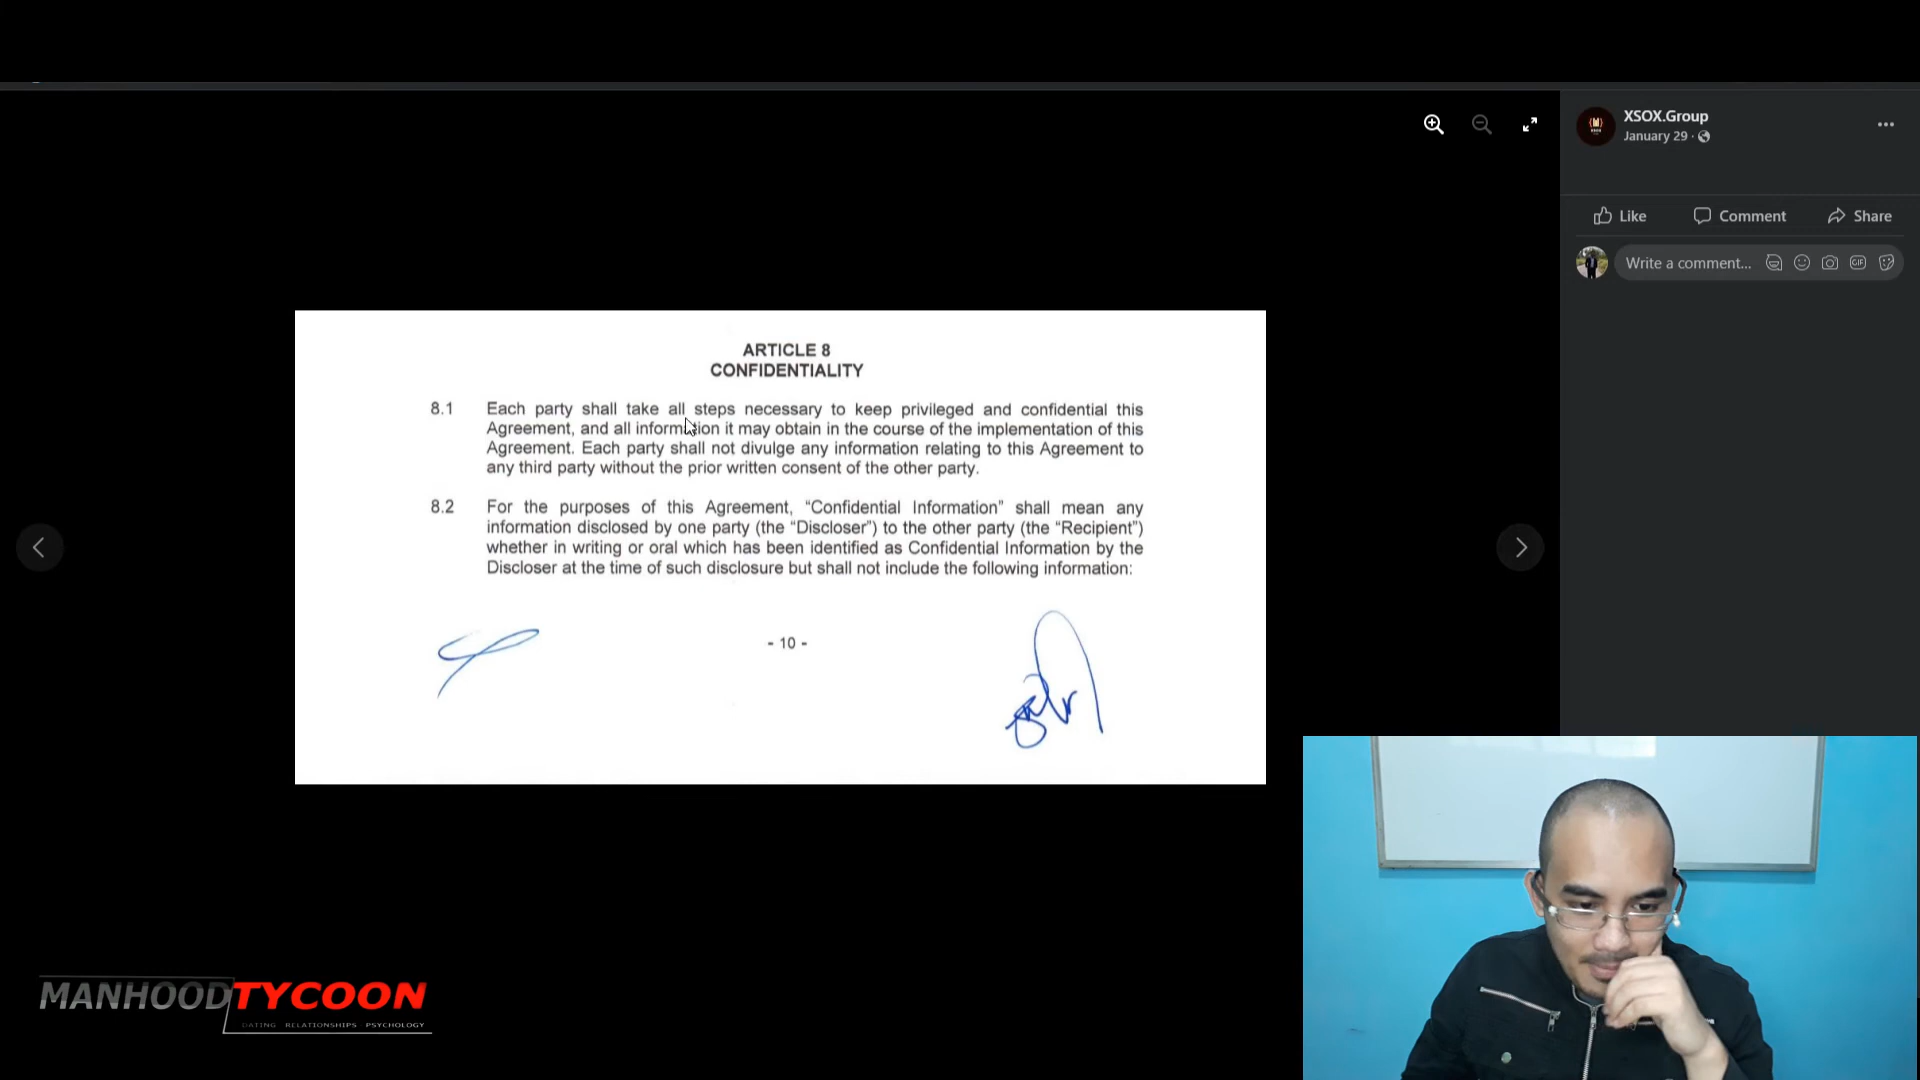 XSOX.Group
January 29 ·
Like
Comment
Share
Write a comment...
GIF
ARTICLE 8
CONFIDENTIALITY
8.1 Each party shall take all steps necessary to keep privileged and confidential this
Agreement, and all information it may obtain in the course of the implementation of this
Agreement. Each party shall not divulge any information relating to this Agreement to
any third party without the prior written consent of the other party.
8.2 For the purposes of this Agreement, “Confidential Information” shall mean any
information disclosed by one party (the “Discloser”) to the other party (the “Recipient”)
whether in writing or oral which has been identified as Confidential Information by the
Discloser at the time of such disclosure but shall not include the following information:
- 10 -
MANHOODTYCOON
DATING RELATIONSHIPS PSYCHOLOGY